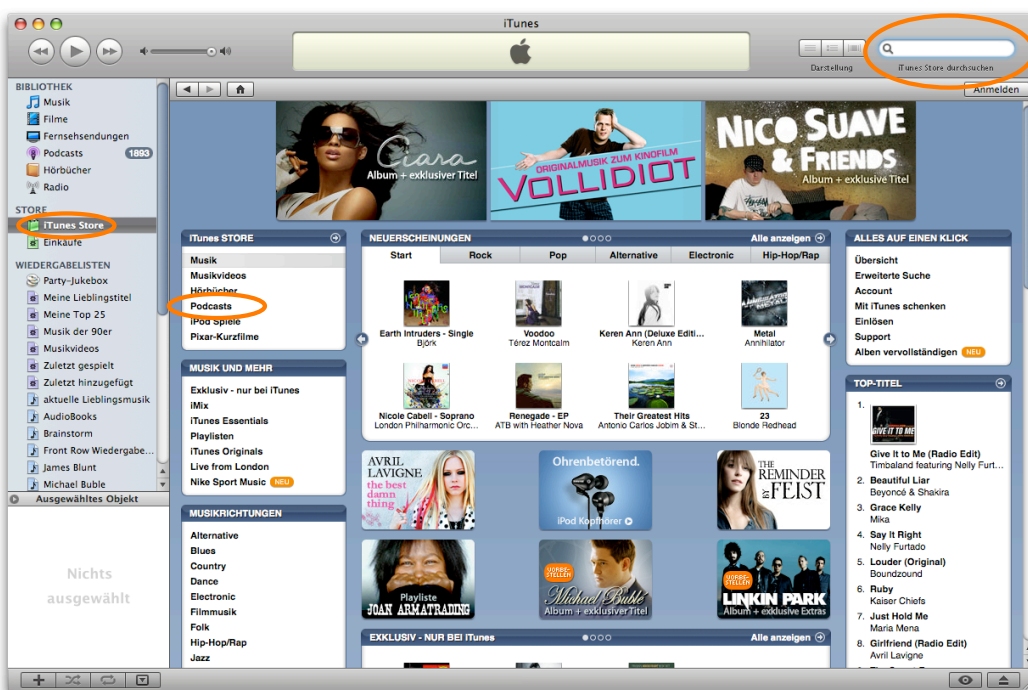 iTunes
Darstellung
iTunes Store durchsuchen
Anmelden
BIBLIOTHEK
Musik
Filme
Fernsehsendungen
Podcasts 1893
Hörbücher
Radio
STORE
iTunes Store
Einkäufe
WIEDERGABELISTEN
Party-Jukebox
Meine Lieblingstitel
Meine Top 25
Musik der 90er
Musikvideos
Zuletzt gespielt
Zuletzt hinzugefügt
aktuelle Lieblingsmusik
AudioBooks
Brainstorm
Front Row Wiedergabe...
James Blunt
Michael Buble
Ausgewähltes Objekt
Nichts
ausgewählt
Ciara
Album + exklusiver Titel
ORIGINALMUSIK ZUM KINOFILM
VOLLIDIOT
NICO SUAVE
& FRIENDS
Album + exklusive Titel
iTunes STORE
Musik
Musikvideos
Hörbücher
Podcasts
iPod Spiele
Pixar-Kurzfilme
MUSIK UND MEHR
Exklusiv - nur bei iTunes
iMix
iTunes Essentials
Playlisten
iTunes Originals
Live from London
Nike Sport Music NEU
MUSIKRICHTUNGEN
Alternative
Blues
Country
Dance
Electronic
Filmmusik
Folk
Hip-Hop/Rap
Jazz
NEUERSCHEINUNGEN
Alle anzeigen
Start Rock Pop Alternative Electronic Hip-Hop/Rap
Earth Intruders - Single
Björk
Voodoo
Térez Montcalm
Keren Ann (Deluxe Editi...
Keren Ann
Metal
Annihilator
Nicole Cabell - Soprano
London Philharmonic Orc...
Renegade - EP
ATB with Heather Nova
Their Greatest Hits
Antonio Carlos Jobim & St...
23
Blonde Redhead
AVRIL
LAVIGNE
the best
damn
thing
Ohrenbetörend.
iPod Kopfhörer
THE
REMINDER
BY FEIST
Playliste
JOAN ARMATRADING
VORBE-
STELLEN
Michael Bublé
Album + exklusiver Titel
VORBE-
STELLEN
LINKIN PARK
Album + exklusive Extras
EXKLUSIV - NUR BEI iTunes
Alle anzeigen
ALLES AUF EINEN KLICK
Übersicht
Erweiterte Suche
Account
Mit iTunes schenken
Einlösen
Support
Alben vervollständigen NEU
TOP-TITEL
1.
GIVE IT TO ME
Give It to Me (Radio Edit)
Timbaland featuring Nelly Furt...
2. Beautiful Liar
Beyoncé & Shakira
3. Grace Kelly
Mika
4. Say It Right
Nelly Furtado
5. Louder (Original)
Boundzound
6. Ruby
Kaiser Chiefs
7. Just Hold Me
Maria Mena
8. Girlfriend (Radio Edit)
Avril Lavigne